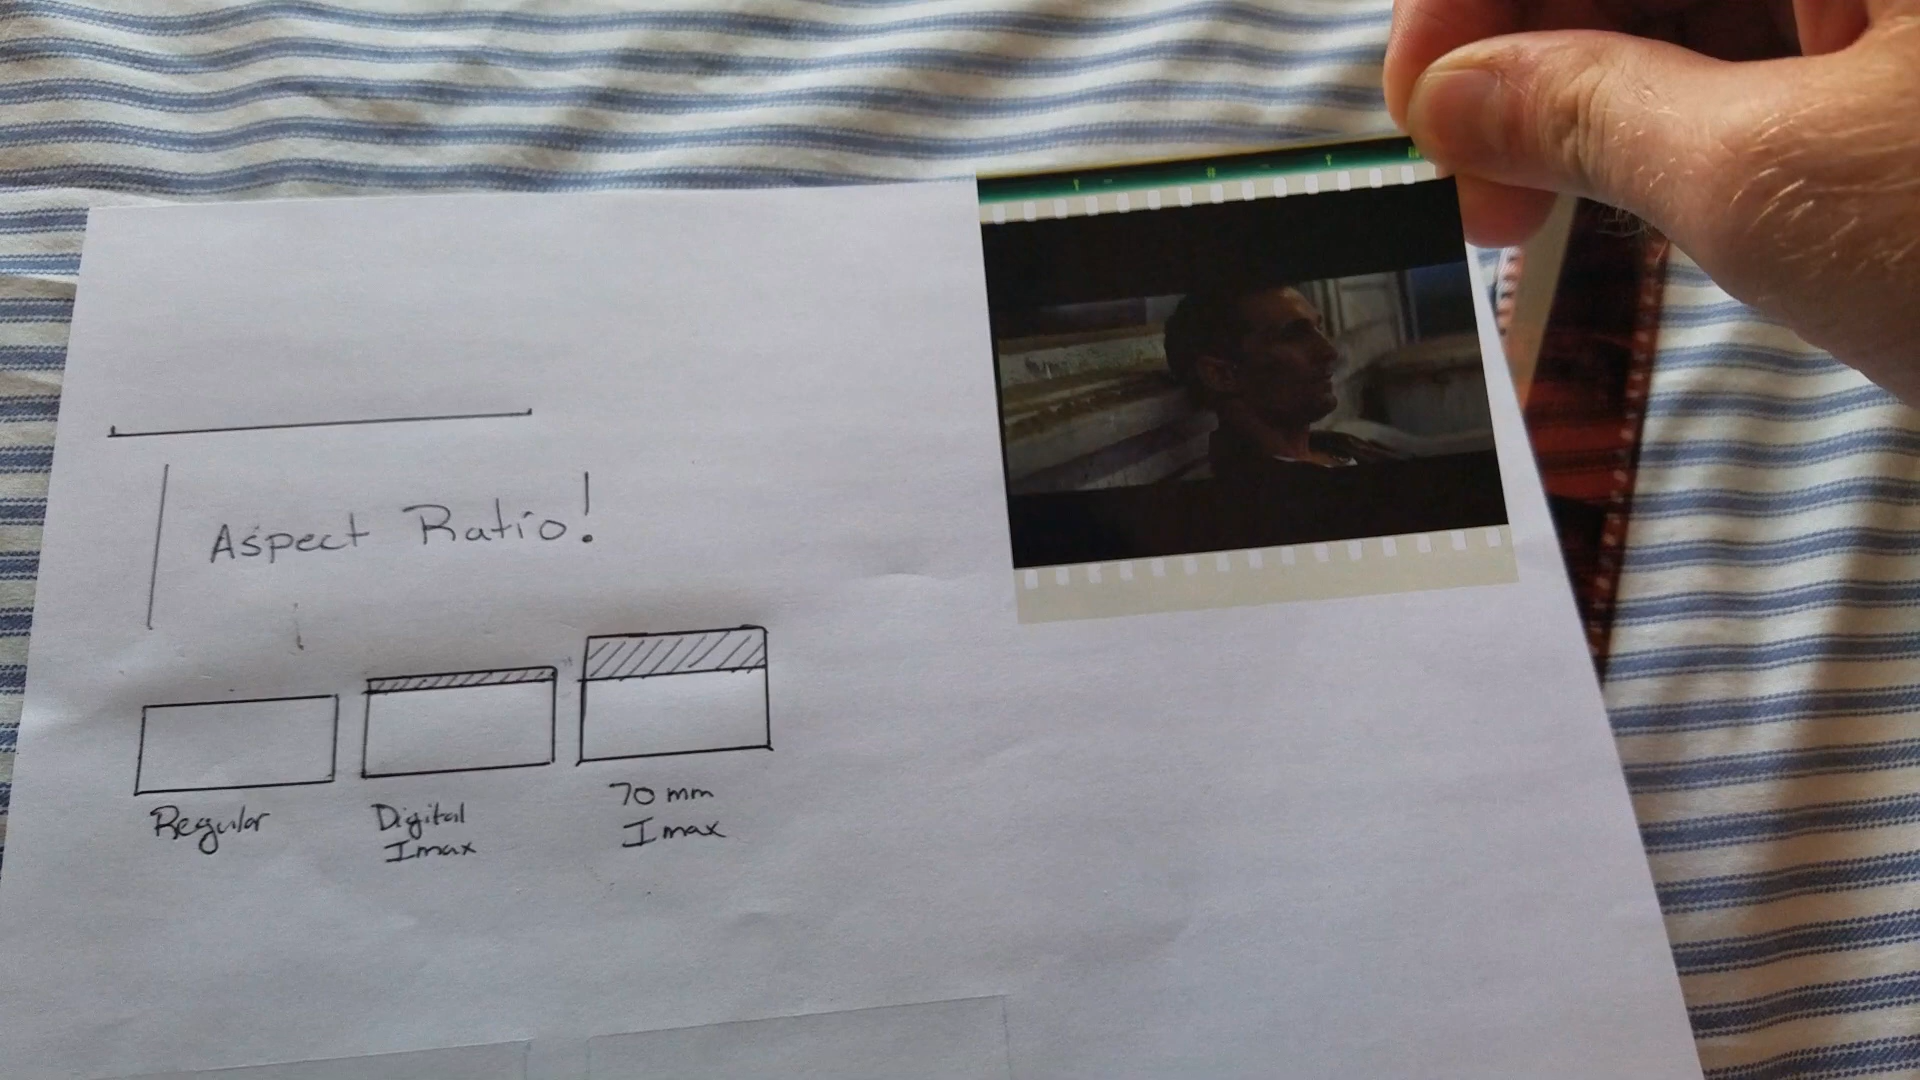 Aspect Ratio!
Regular
Digital
Imax
70 mm
Imax